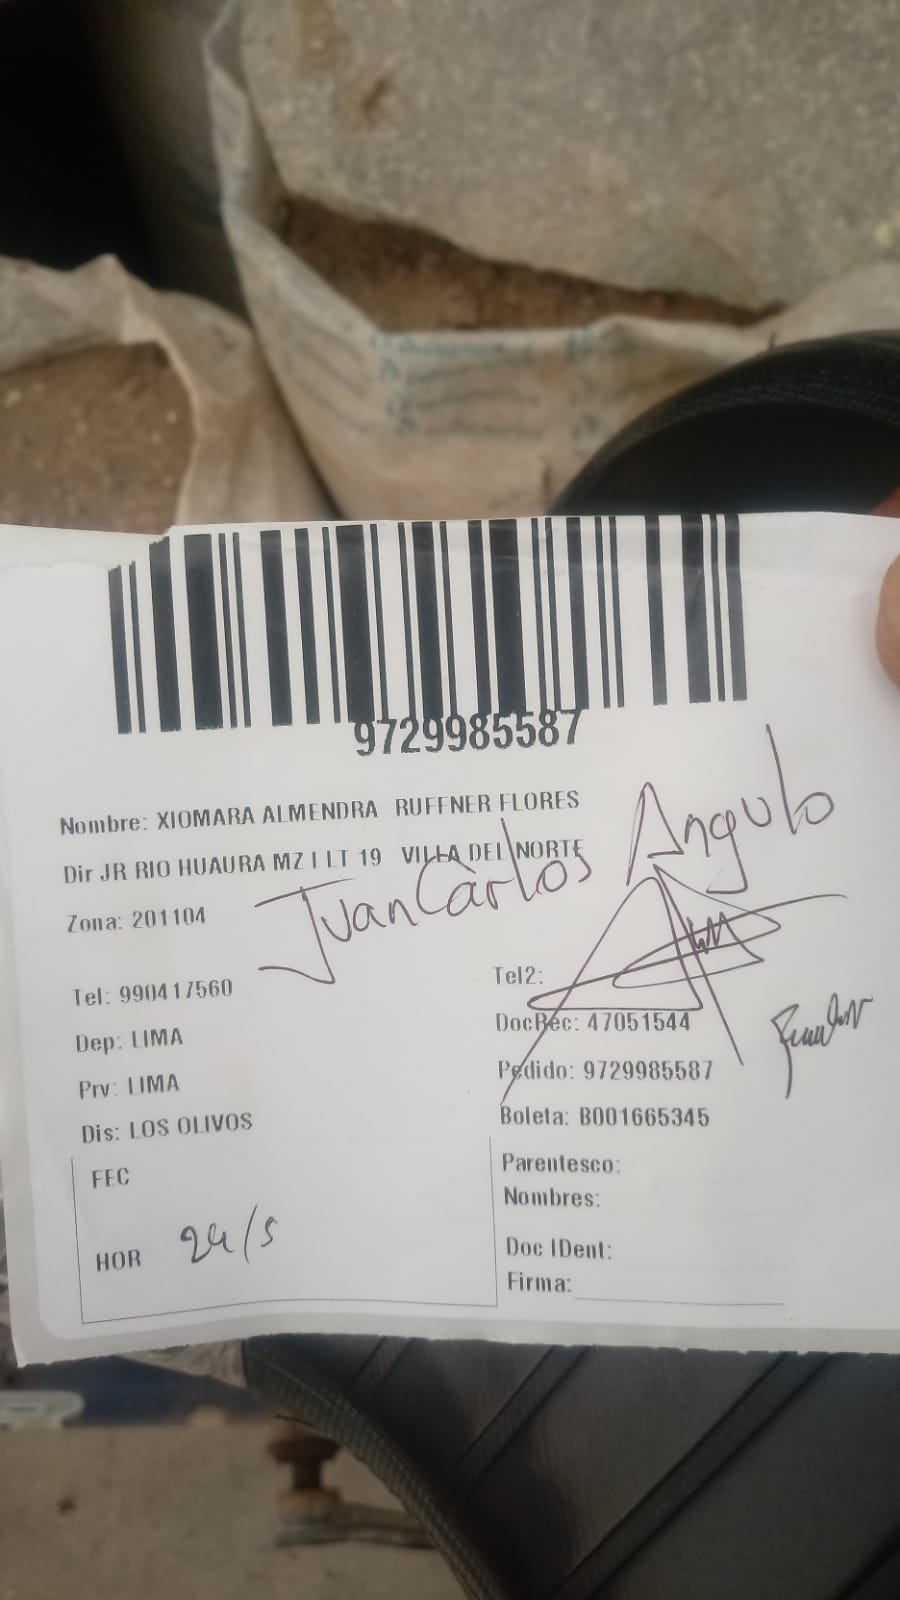 9729985587
Nombre: XIOMARA ALMENDRA RUFFNER FLORES
Dir JR RIO HUAURA MZ I LT 19 VILLA DEL NORTE
Zona: 201104
Juan Carlos Angulo
Tel: 990417560
Tel2:
Dep: LIMA
DocRec: 47051544
Prv: LIMA
Pedido: 9729985587
Dis: LOS OLIVOS
Boleta: B001665345
FEC
Parentesco:
Nombres:
HOR 24/5
Doc IDent:
Firma: